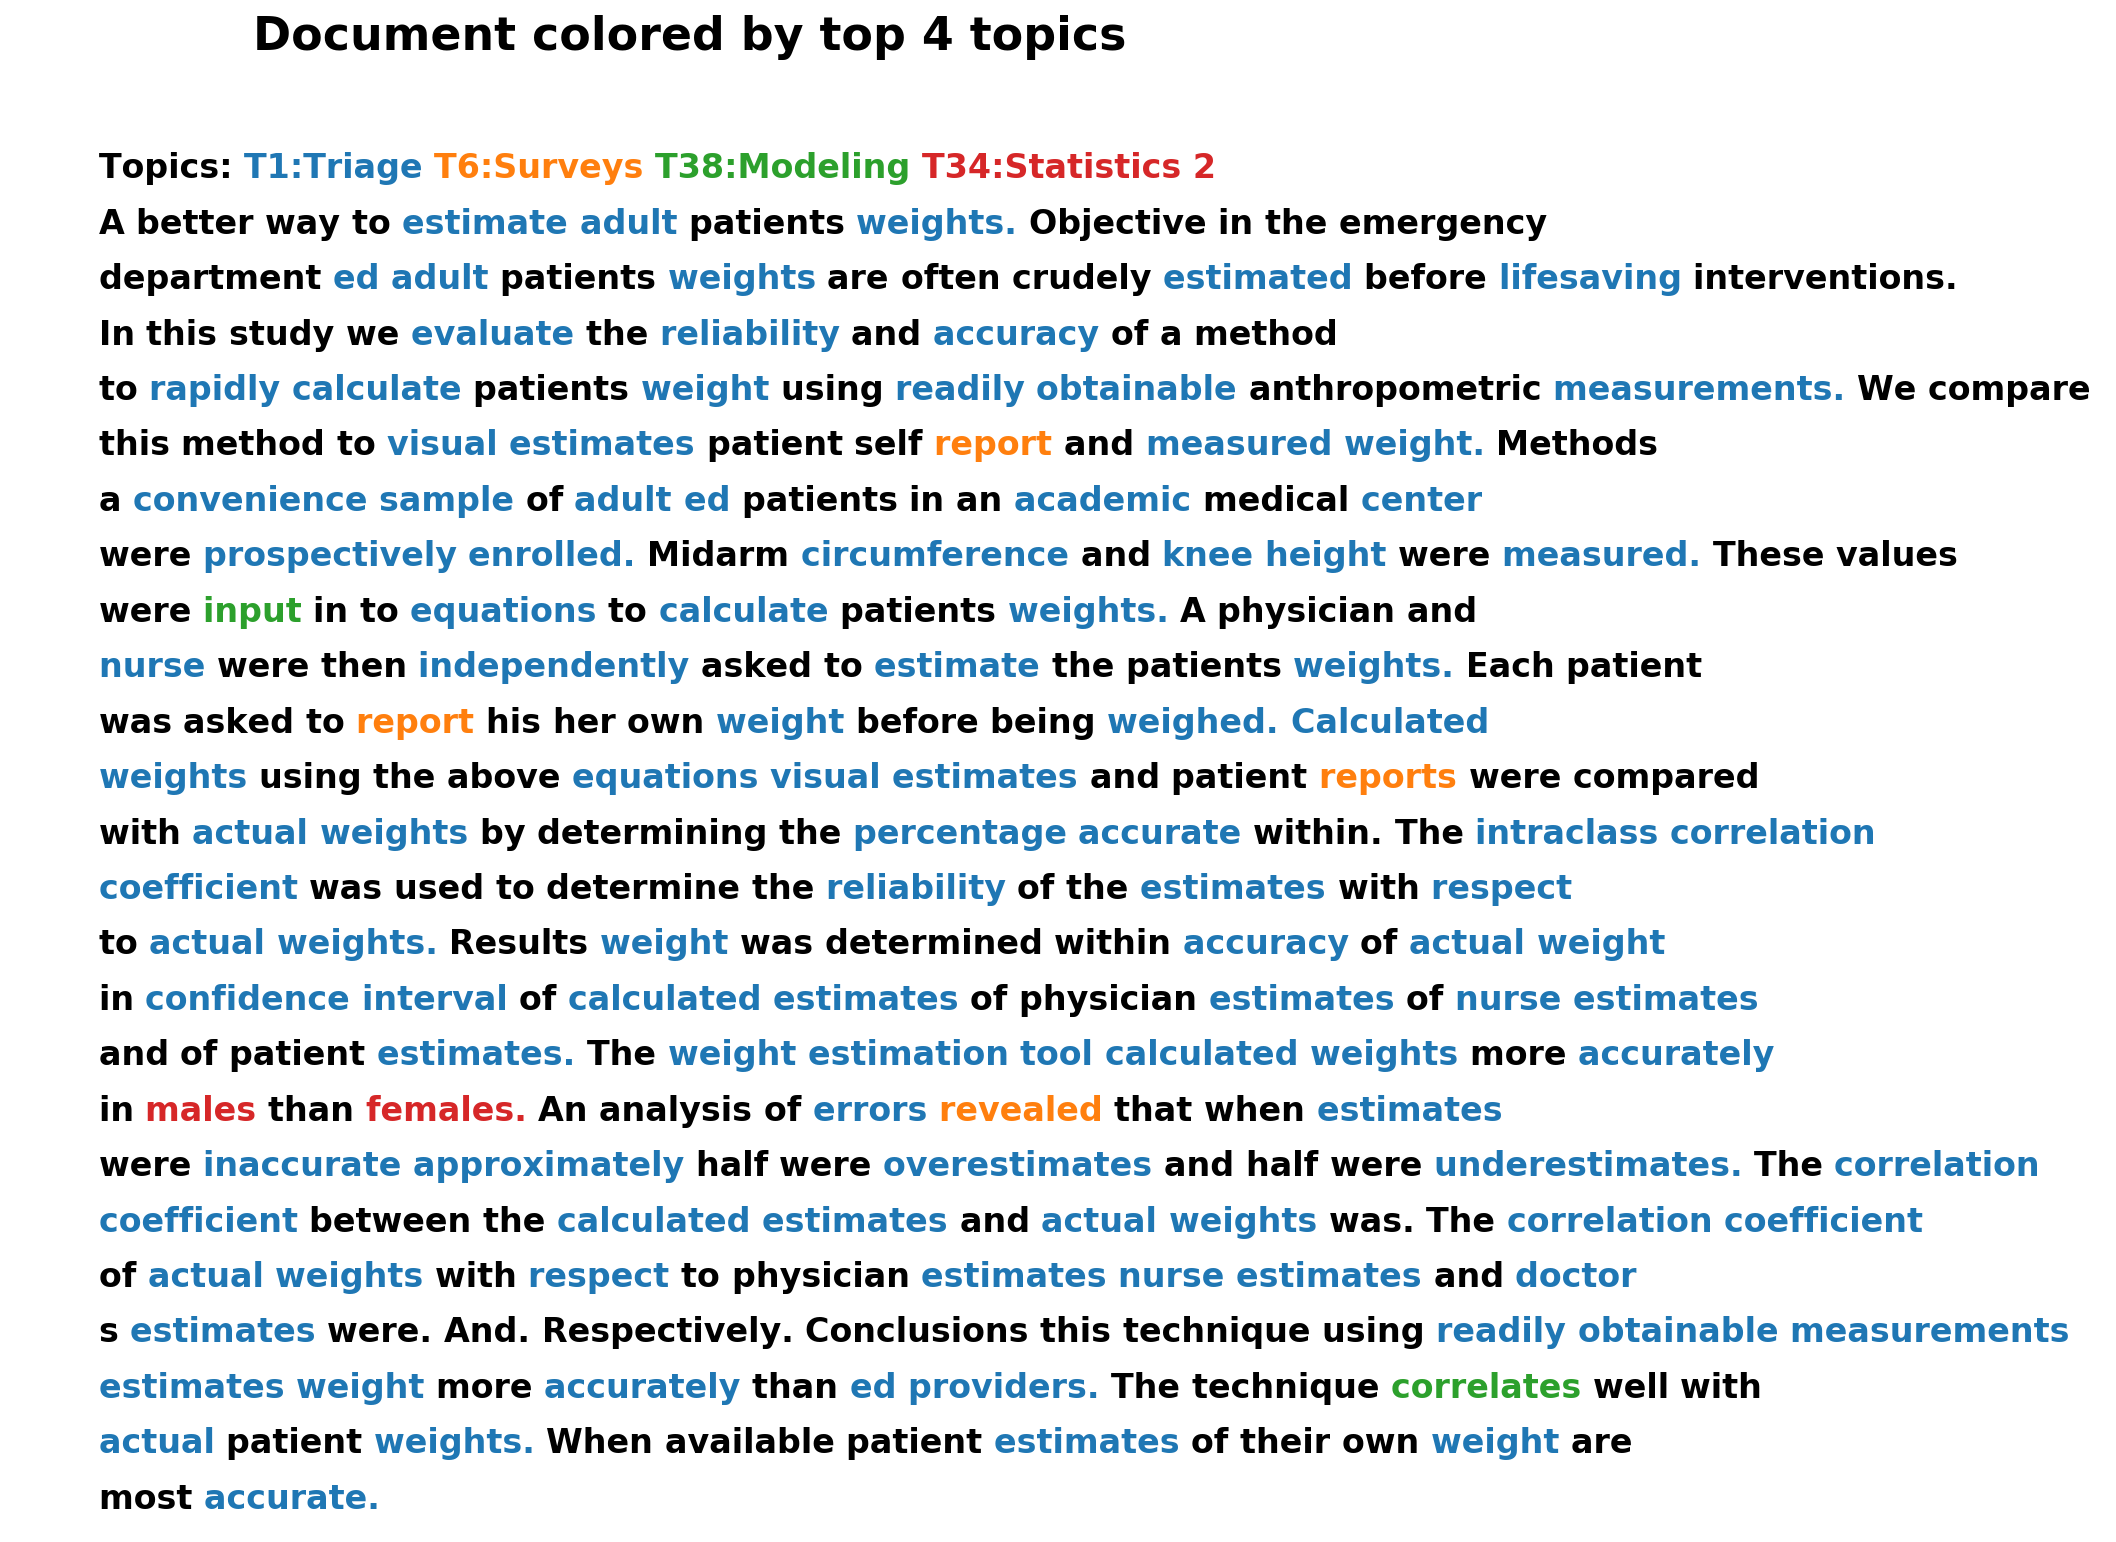 Document colored by top 4 topics
Topics: T1:Triage T6:Surveys T38:Modeling T34:Statistics 2
A better way to estimate adult patients weights. Objective in the emergency
department ed adult patients weights are often crudely estimated before lifesaving interventions.
In this study we evaluate the reliability and accuracy of a method
to rapidly calculate patients weight using readily obtainable anthropometric measurements. We compare
this method to visual estimates patient self report and measured weight. Methods
a convenience sample of adult ed patients in an academic medical center
were prospectively enrolled. Midarm circumference and knee height were measured. These values
were input in to equations to calculate patients weights. A physician and
nurse were then independently asked to estimate the patients weights. Each patient
was asked to report his her own weight before being weighed. Calculated
weights using the above equations visual estimates and patient reports were compared
with actual weights by determining the percentage accurate within. The intraclass correlation
coefficient was used to determine the reliability of the estimates with respect
to actual weights. Results weight was determined within accuracy of actual weight
in confidence interval of calculated estimates of physician estimates of nurse estimates
and of patient estimates. The weight estimation tool calculated weights more accurately
in males than females. An analysis of errors revealed that when estimates
were inaccurate approximately half were overestimates and half were underestimates. The correlation
coefficient between the calculated estimates and actual weights was. The correlation coefficient
of actual weights with respect to physician estimates nurse estimates and doctor
s estimates were. And. Respectively. Conclusions this technique using readily obtainable measurements
estimates weight more accurately than ed providers. The technique correlates well with
actual patient weights. When available patient estimates of their own weight are
most accurate.